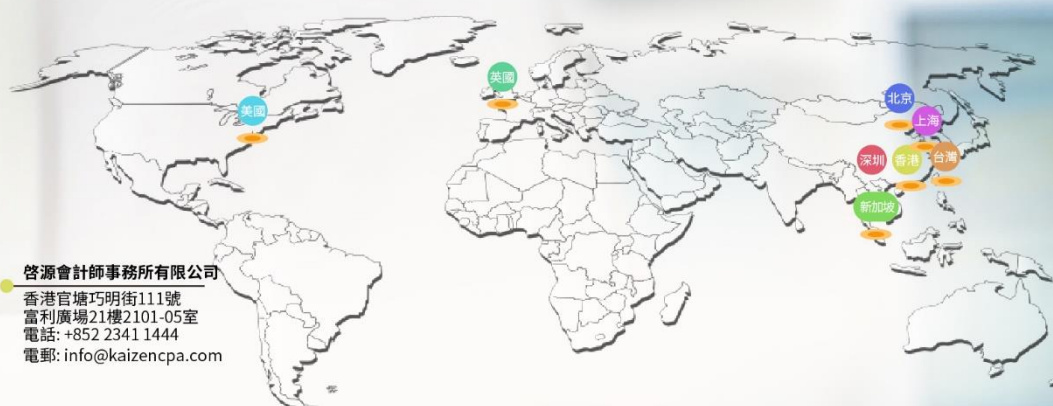 英國
北京
美國
上海
深圳
香港
台灣
新加坡
啓源會計師事務所有限公司
香港官塘巧明街111號
富利廣場21樓2101-05室
電話: +852 2341 1444
電郵: info@kaizencpa.com